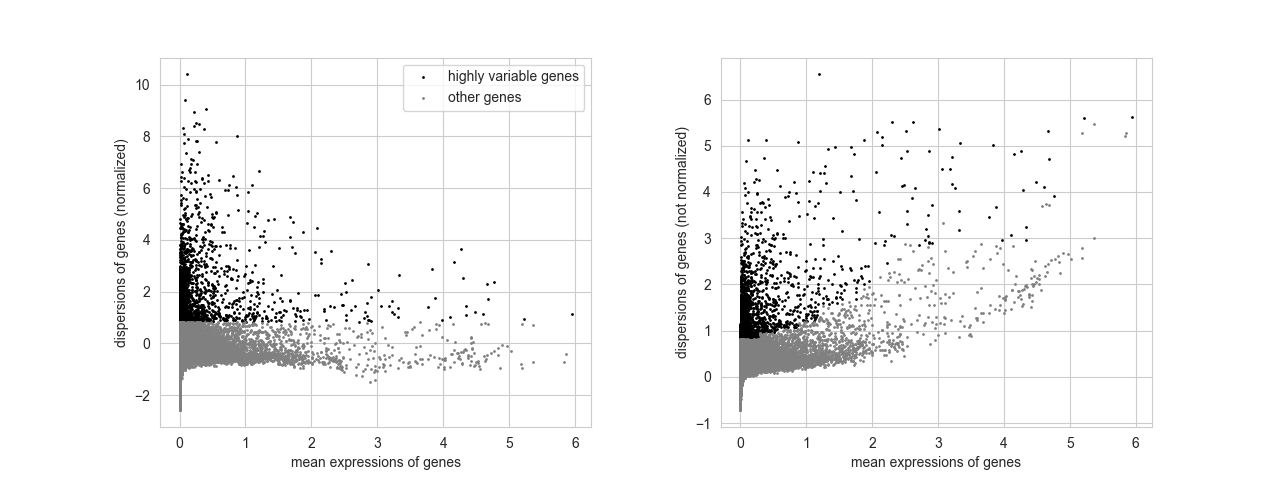 highly variable genes
other genes
10
8
6
4
2
0
−2
0 1 2 3 4 5 6
mean expressions of genes
dispersions of genes (normalized)
6
5
4
3
2
1
0
−1
0 1 2 3 4 5 6
mean expressions of genes
dispersions of genes (not normalized)